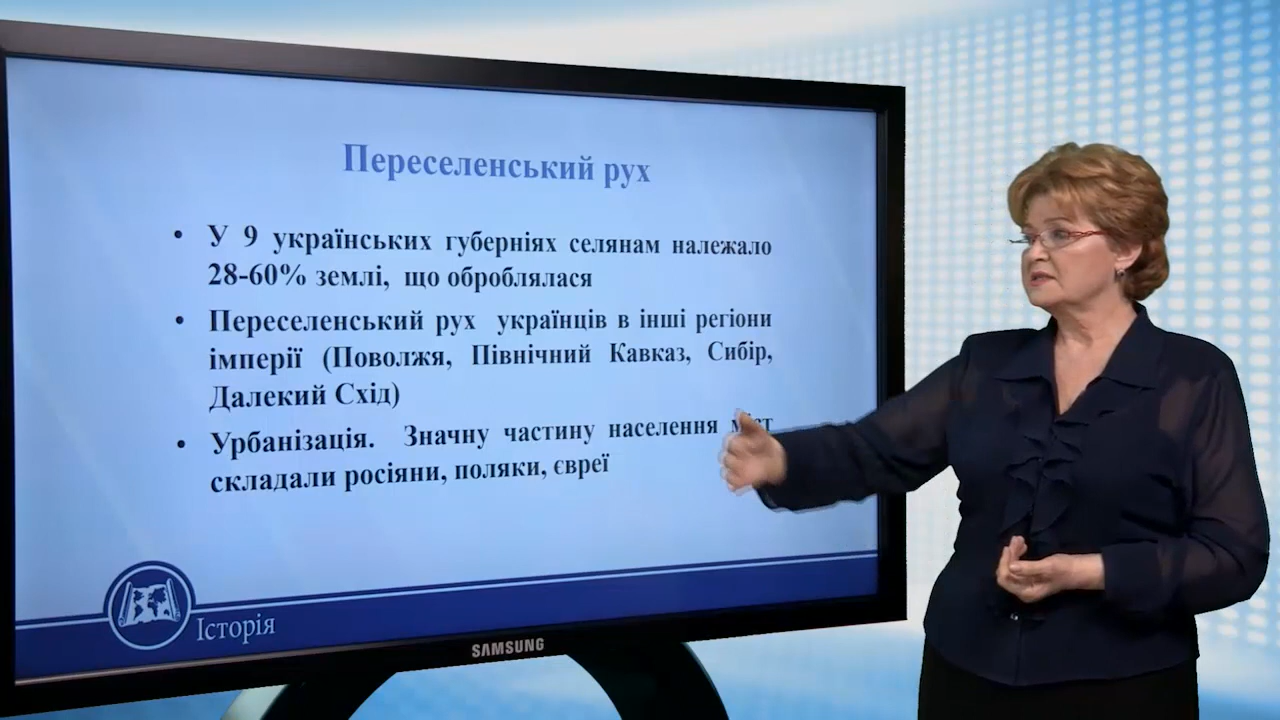 Переселенський рух
• У 9 українських губерніях селянам належало
28-60% землі, що оброблялася
• Переселенський рух українців в інші регіони
імперії (Поволжя, Північний Кавказ, Сибір,
Далекий Схід)
• Урбанізація. Значну частину населення міст
складали росіяни, поляки, євреї
Історія
SAMSUNG